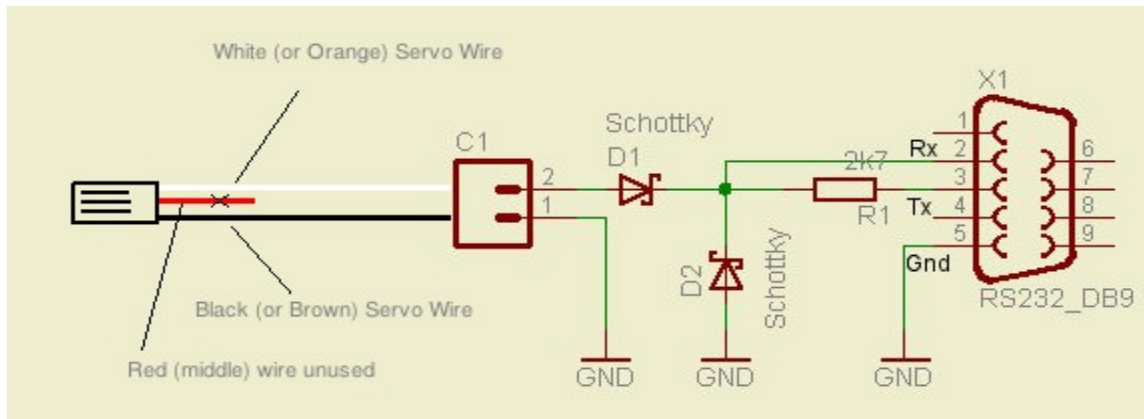 White (or Orange) Servo Wire
X1
Schottky
D1
C1
1
Rx
2k7
2
6
2
3
7
1
R1
Tx
4
8
5
9
Gnd
D2
Schottky
RS232_DB9
Black (or Brown) Servo Wire
Red (middle) wire unused
GND
GND
GND